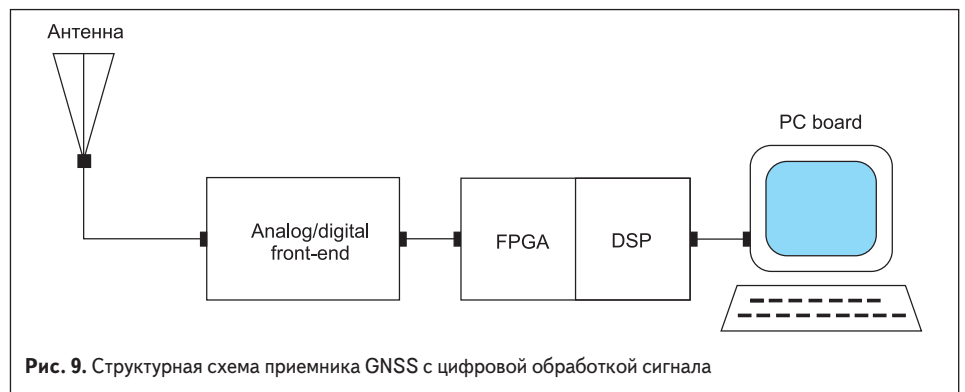 Антенна
PC board
Analog/digital
front-end
FPGA
DSP
Рис. 9. Структурная схема приемника GNSS с цифровой обработкой сигнала